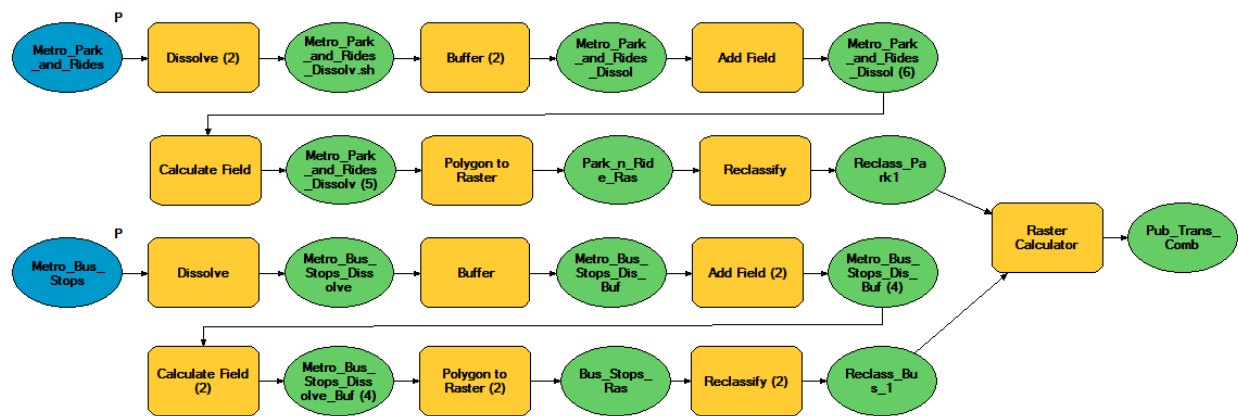 P
Metro_Park
_and_Rides
Dissolve (2)
Metro_Park
_and_Rides
_Dissolv.sh
Buffer (2)
Metro_Park
_and_Rides
_Dissol
Add Field
Metro_Park
_and_Rides
_Dissol (6)
Calculate Field
Metro_Park
_and_Rides
_Dissolv (5)
Polygon to
Raster
Park_n_Rid
e_Ras
Reclassify
Reclass_Pa
rk1
Raster
Calculator
Pub_Trans_
Comb
P
Metro_Bus_
Stops
Dissolve
Metro_Bus_
Stops_Diss
olve
Buffer
Metro_Bus_
Stops_Dis_
Buf
Add Field (2)
Metro_Bus_
Stops_Dis_
Buf (4)
Calculate Field
(2)
Metro_Bus_
Stops_Diss
olve_Buf (4)
Polygon to
Raster (2)
Bus_Stops_
Ras
Reclassify (2)
Reclass_Bu
s_1